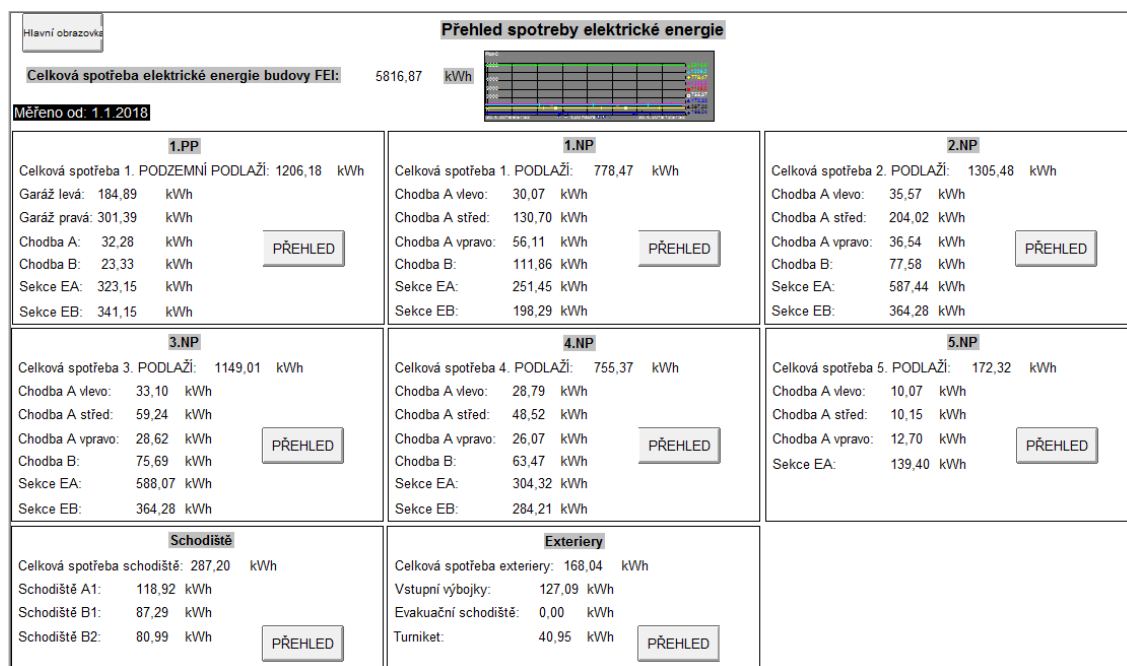 Hlavní obrazovka
Přehled spotreby elektrické energie
Celková spotřeba elektrické energie budovy FEI: 5816,87 kWh
Měřeno od: 1.1.2018
1.PP
Celková spotřeba 1. PODZEMNÍ PODLAŽÍ: 1206,18 kWh
Garáž levá: 184,89 kWh
Garáž pravá: 301,39 kWh
Chodba A: 32,28 kWh
Chodba B: 23,33 kWh
Sekce EA: 323,15 kWh
Sekce EB: 341,15 kWh
PŘEHLED
1.NP
Celková spotřeba 1. PODLAŽÍ: 778,47 kWh
Chodba A vlevo: 30,07 kWh
Chodba A střed: 130,70 kWh
Chodba A vpravo: 56,11 kWh
Chodba B: 111,86 kWh
Sekce EA: 251,45 kWh
Sekce EB: 198,29 kWh
PŘEHLED
2.NP
Celková spotřeba 2. PODLAŽÍ: 1305,48 kWh
Chodba A vlevo: 35,57 kWh
Chodba A střed: 204,02 kWh
Chodba A vpravo: 36,54 kWh
Chodba B: 77,58 kWh
Sekce EA: 587,44 kWh
Sekce EB: 364,28 kWh
PŘEHLED
3.NP
Celková spotřeba 3. PODLAŽÍ: 1149,01 kWh
Chodba A vlevo: 33,10 kWh
Chodba A střed: 59,24 kWh
Chodba A vpravo: 28,62 kWh
Chodba B: 75,69 kWh
Sekce EA: 588,07 kWh
Sekce EB: 364,28 kWh
PŘEHLED
4.NP
Celková spotřeba 4. PODLAŽÍ: 755,37 kWh
Chodba A vlevo: 28,79 kWh
Chodba A střed: 48,52 kWh
Chodba A vpravo: 26,07 kWh
Chodba B: 63,47 kWh
Sekce EA: 304,32 kWh
Sekce EB: 284,21 kWh
PŘEHLED
5.NP
Celková spotřeba 5. PODLAŽÍ: 172,32 kWh
Chodba A vlevo: 10,07 kWh
Chodba A střed: 10,15 kWh
Chodba A vpravo: 12,70 kWh
Sekce EA: 139,40 kWh
PŘEHLED
Schodiště
Celková spotřeba schodiště: 287,20 kWh
Schodiště A1: 118,92 kWh
Schodiště B1: 87,29 kWh
Schodiště B2: 80,99 kWh
PŘEHLED
Exteriery
Celková spotřeba exteriery: 168,04 kWh
Vstupní výbojky: 127,09 kWh
Evakuační schodiště: 0,00 kWh
Turniket: 40,95 kWh
PŘEHLED